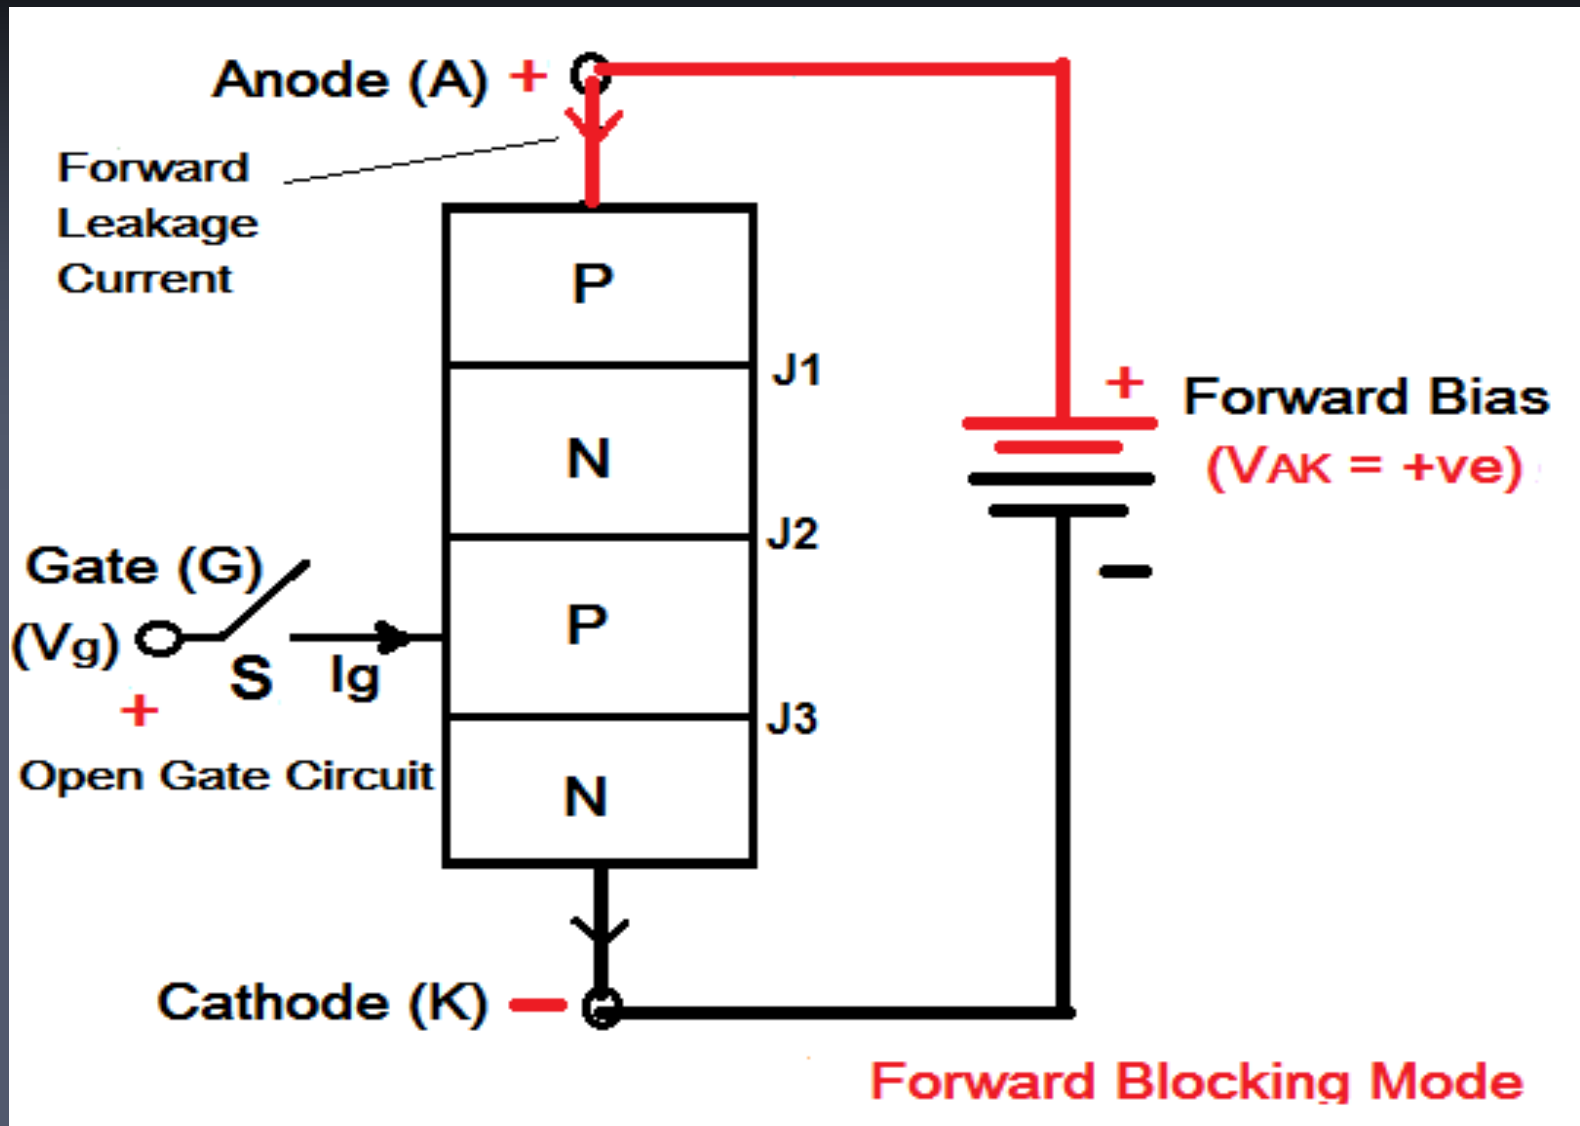 Anode (A) +
Forward
Leakage
Current
P
J1
N
J2
P
J3
N
+
Forward Bias
(VAK = +ve)
−
Gate (G)
(Vg)
S
Ig
+
Open Gate Circuit
Cathode (K) −
Forward Blocking Mode